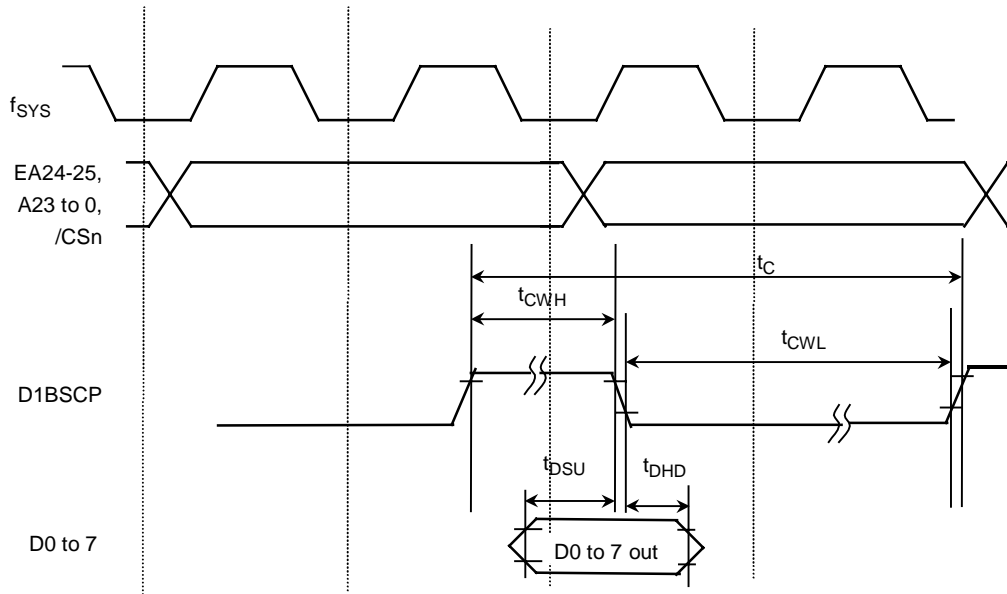 fSYS
EA24-25,
A23 to 0,
/CSn
tC
tCWH
tCWL
D1BSCP
tDSU
tDHD
D0 to 7
D0 to 7 out